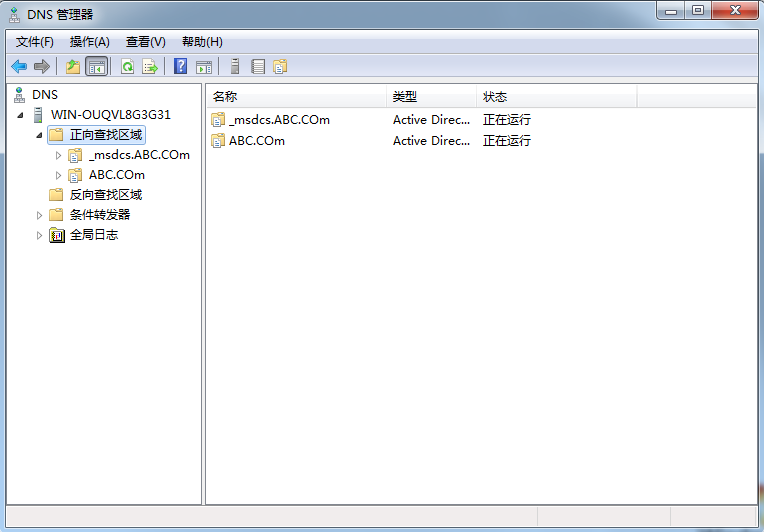 DNS 管理器
文件(F) 操作(A) 查看(V) 帮助(H)
DNS
WIN-OUQVL8G3G31
正向查找区域
_msdcs.ABC.COm
ABC.COm
反向查找区域
条件转发器
全局日志
名称 类型 状态
_msdcs.ABC.COm Active Direc... 正在运行
ABC.COm Active Direc... 正在运行